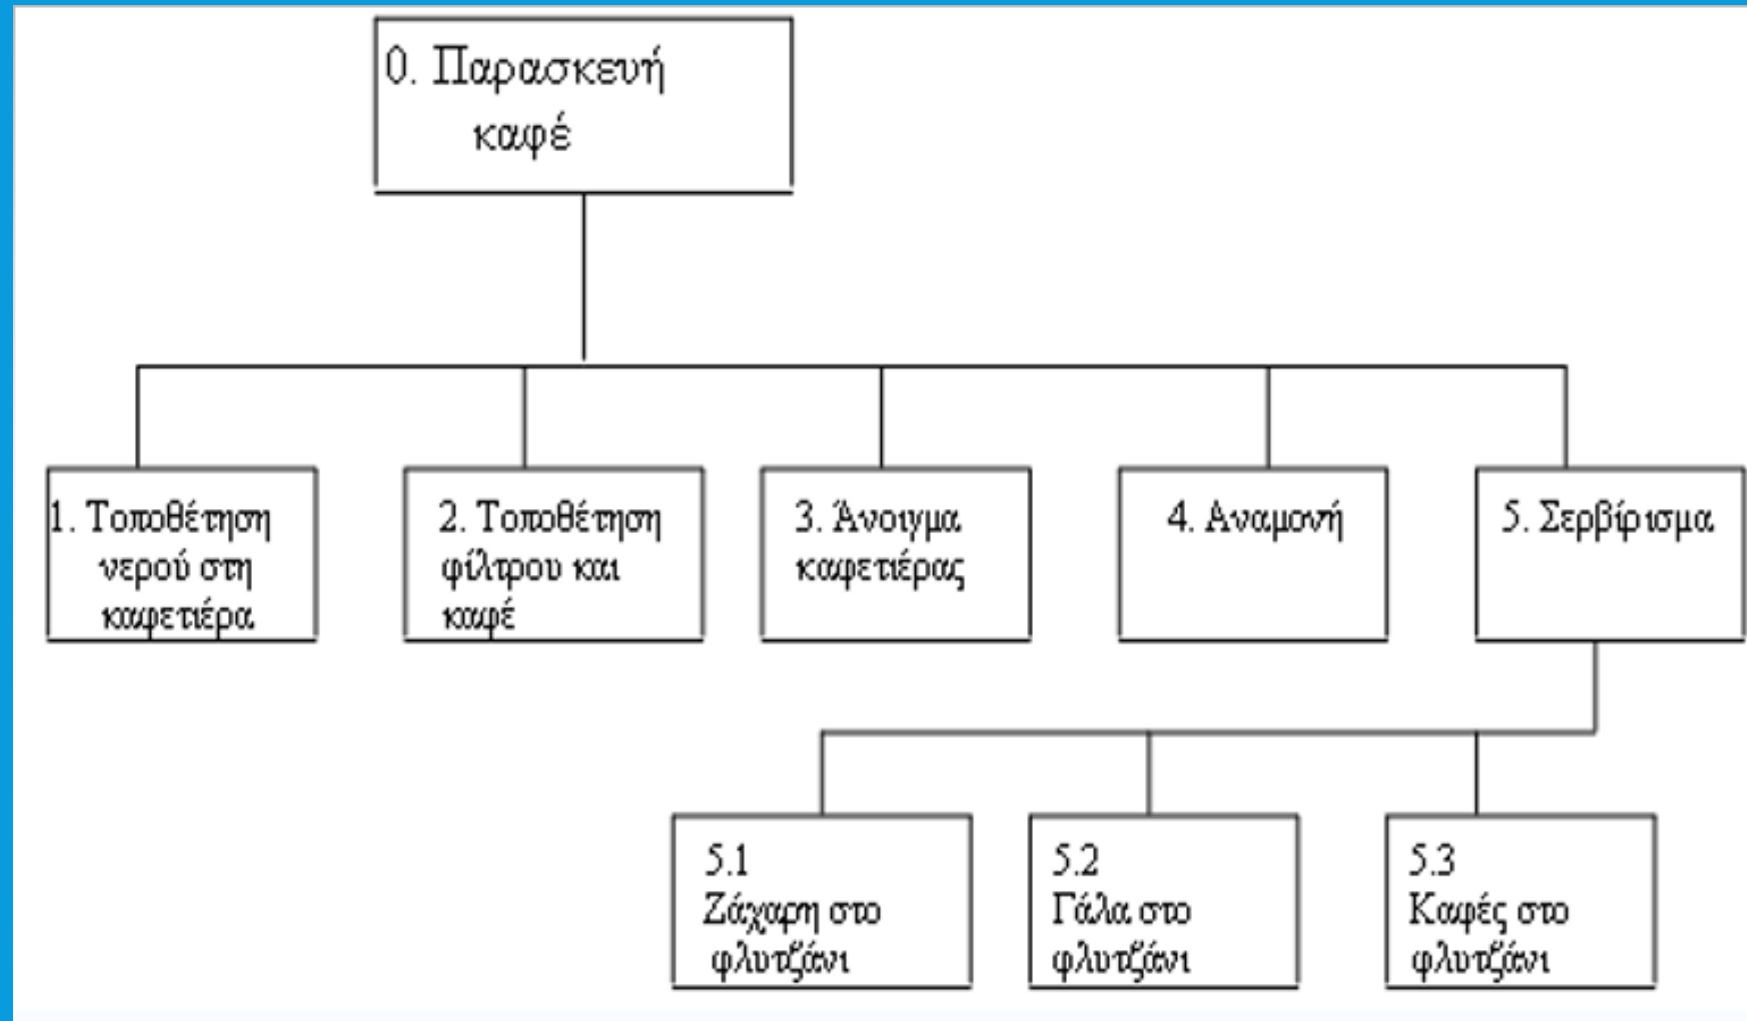 0. Παρασκευή
καφέ
1. Τοποθέτηση
νερού στη
καφετιέρα
2. Τοποθέτηση
φίλτρου και
καφέ
3. Άνοιγμα
καφετιέρας
4. Αναμονή
5. Σερβίρισμα
5.1
Ζάχαρη στο
φλυτζάνι
5.2
Γάλα στο
φλυτζάνι
5.3
Καφές στο
φλυτζάνι